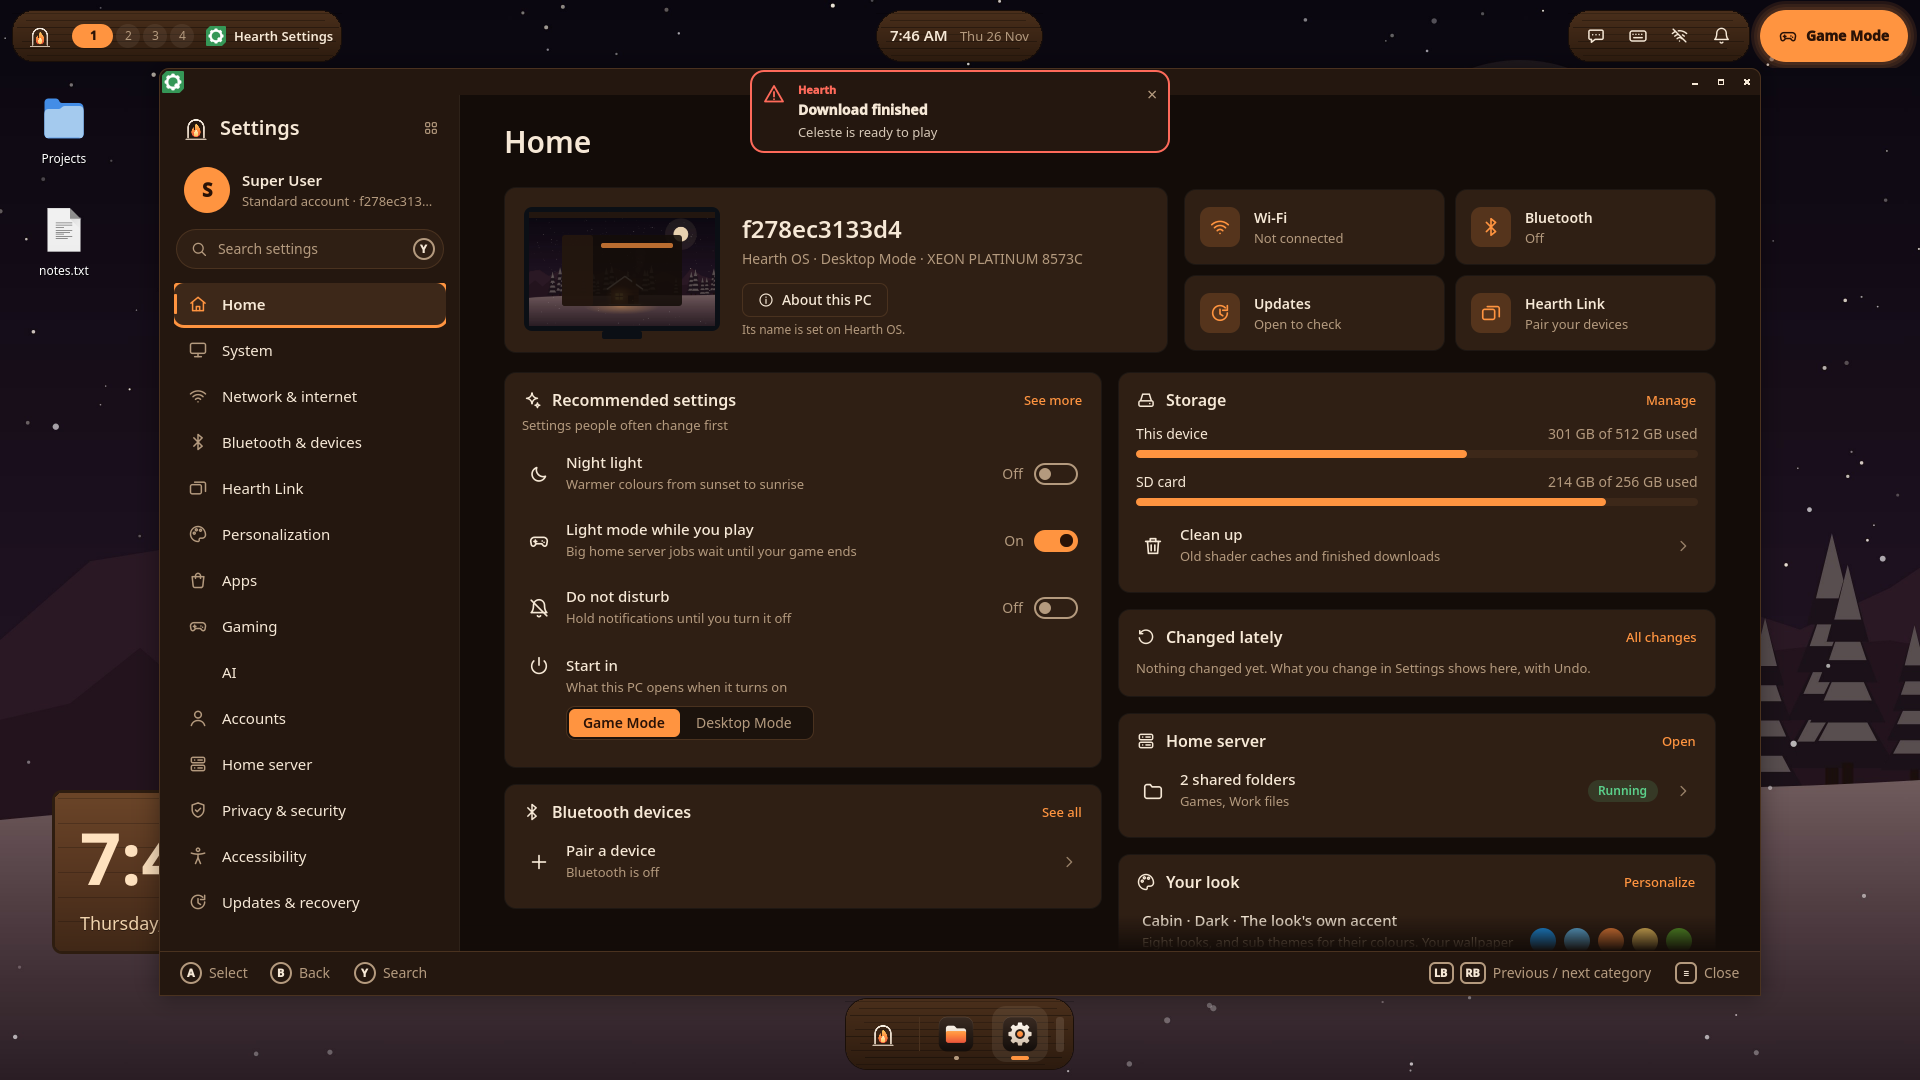 1 2 3 4 Hearth Settings
7:46 AM Thu 26 Nov
Game Mode
Projects
notes.txt
7:4
Thursday
Hearth
Download finished
Celeste is ready to play
Settings
S
Super User
Standard account · f278ec313...
Search settings Y
Home
System
Network & internet
Bluetooth & devices
Hearth Link
Personalization
Apps
Gaming
AI
Accounts
Home server
Privacy & security
Accessibility
Updates & recovery
Home
f278ec3133d4
Hearth OS · Desktop Mode · XEON PLATINUM 8573C
About this PC
Its name is set on Hearth OS.
Wi-Fi
Not connected
Bluetooth
Off
Updates
Open to check
Hearth Link
Pair your devices
Recommended settings See more
Settings people often change first
Night light
Warmer colours from sunset to sunrise
Off
Light mode while you play
Big home server jobs wait until your game ends
On
Do not disturb
Hold notifications until you turn it off
Off
Start in
What this PC opens when it turns on
Game Mode Desktop Mode
Bluetooth devices See all
Pair a device
Bluetooth is off
Storage Manage
This device 301 GB of 512 GB used
SD card 214 GB of 256 GB used
Clean up
Old shader caches and finished downloads
Changed lately All changes
Nothing changed yet. What you change in Settings shows here, with Undo.
Home server Open
2 shared folders
Games, Work files
Running
Your look Personalize
Cabin · Dark · The look's own accent
Eight looks, and sub themes for their colours. Your wallpaper
A Select B Back Y Search
LB RB Previous / next category Close